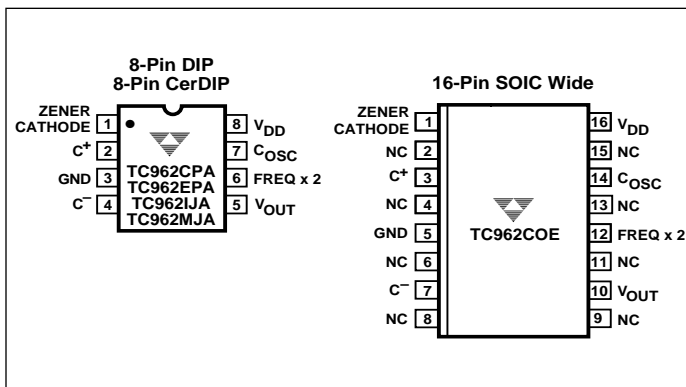 8-Pin DIP
8-Pin CerDIP
ZENER
CATHODE 1
C+ 2
GND 3
C– 4
8 VDD
7 COSC
6 FREQ x 2
5 VOUT
TC962CPA
TC962EPA
TC962IJA
TC962MJA
16-Pin SOIC Wide
ZENER
CATHODE 1
NC 2
C+ 3
NC 4
GND 5
NC 6
C– 7
NC 8
TC962COE
16 VDD
15 NC
14 COSC
13 NC
12 FREQ x 2
11 NC
10 VOUT
9 NC